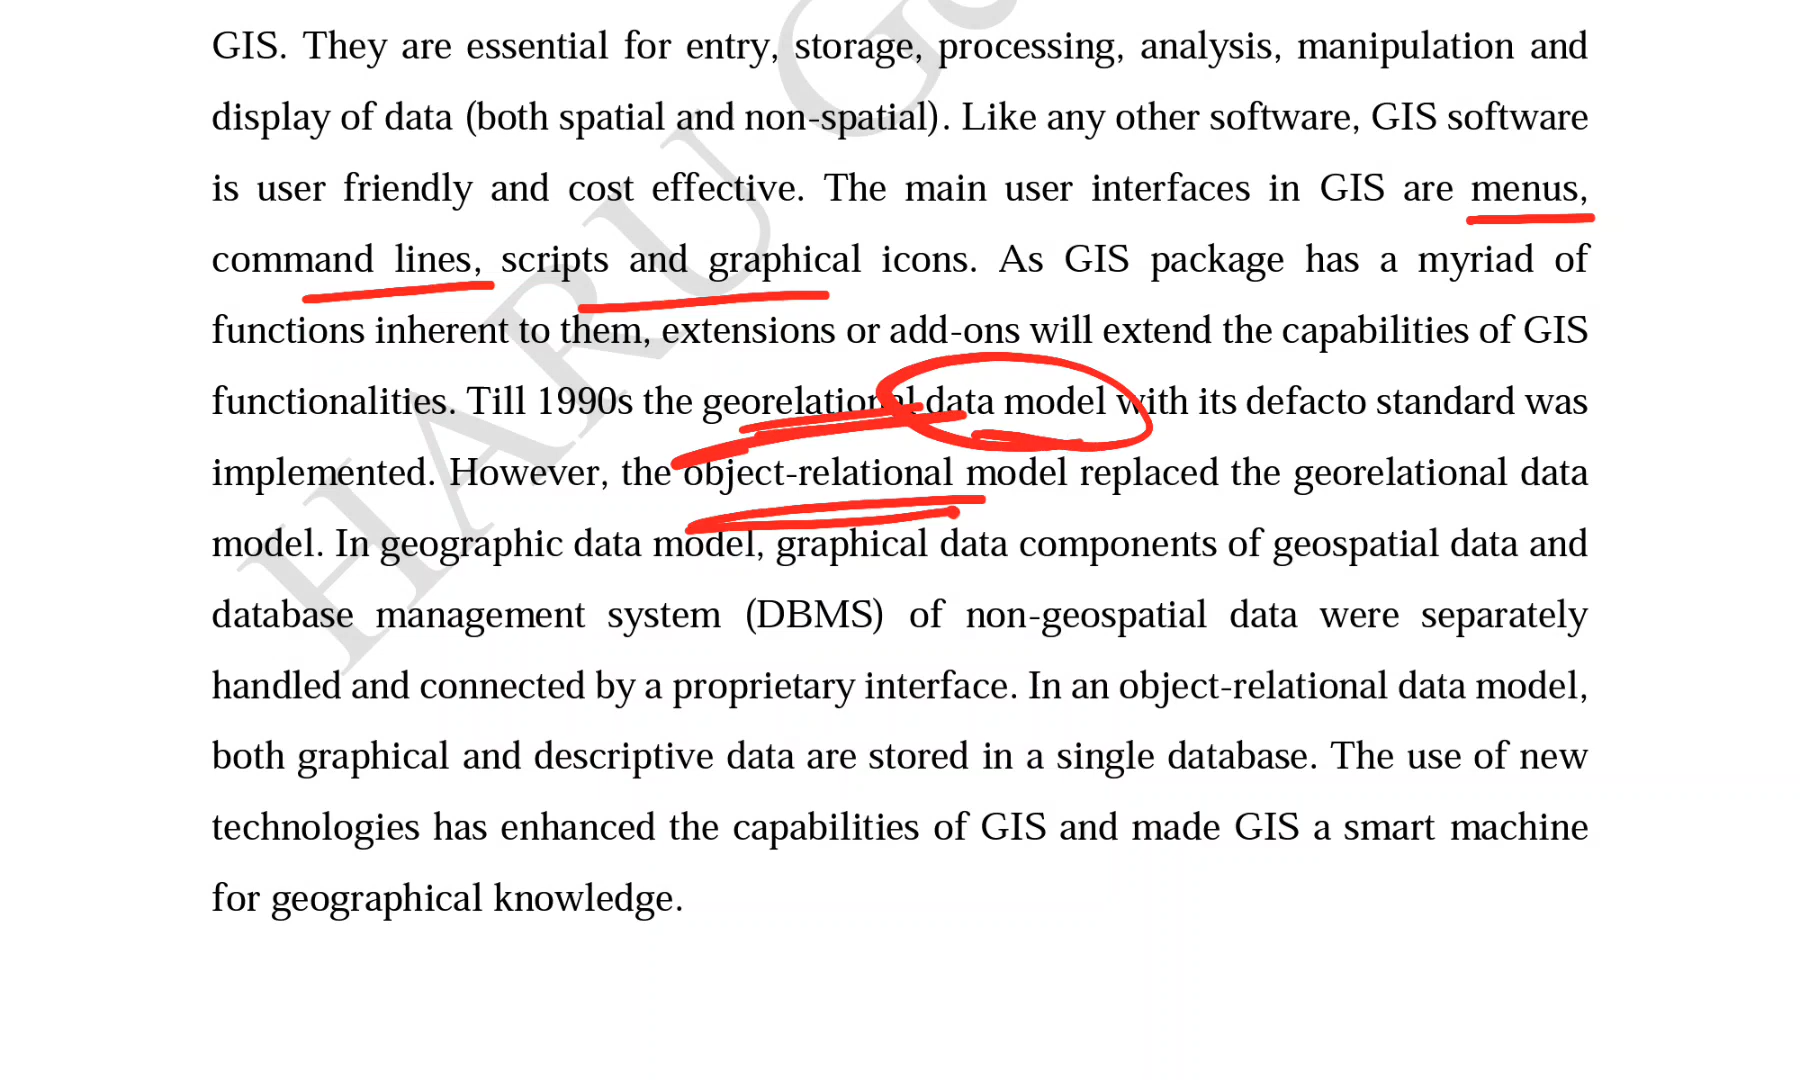 GIS. They are essential for entry, storage, processing, analysis, manipulation and
display of data (both spatial and non-spatial). Like any other software, GIS software
is user friendly and cost effective. The main user interfaces in GIS are menus,
command lines, scripts and graphical icons. As GIS package has a myriad of
functions inherent to them, extensions or add-ons will extend the capabilities of GIS
functionalities. Till 1990s the georelational data model with its defacto standard was
implemented. However, the object-relational model replaced the georelational data
model. In geographic data model, graphical data components of geospatial data and
database management system (DBMS) of non-geospatial data were separately
handled and connected by a proprietary interface. In an object-relational data model,
both graphical and descriptive data are stored in a single database. The use of new
technologies has enhanced the capabilities of GIS and made GIS a smart machine
for geographical knowledge.
HARU